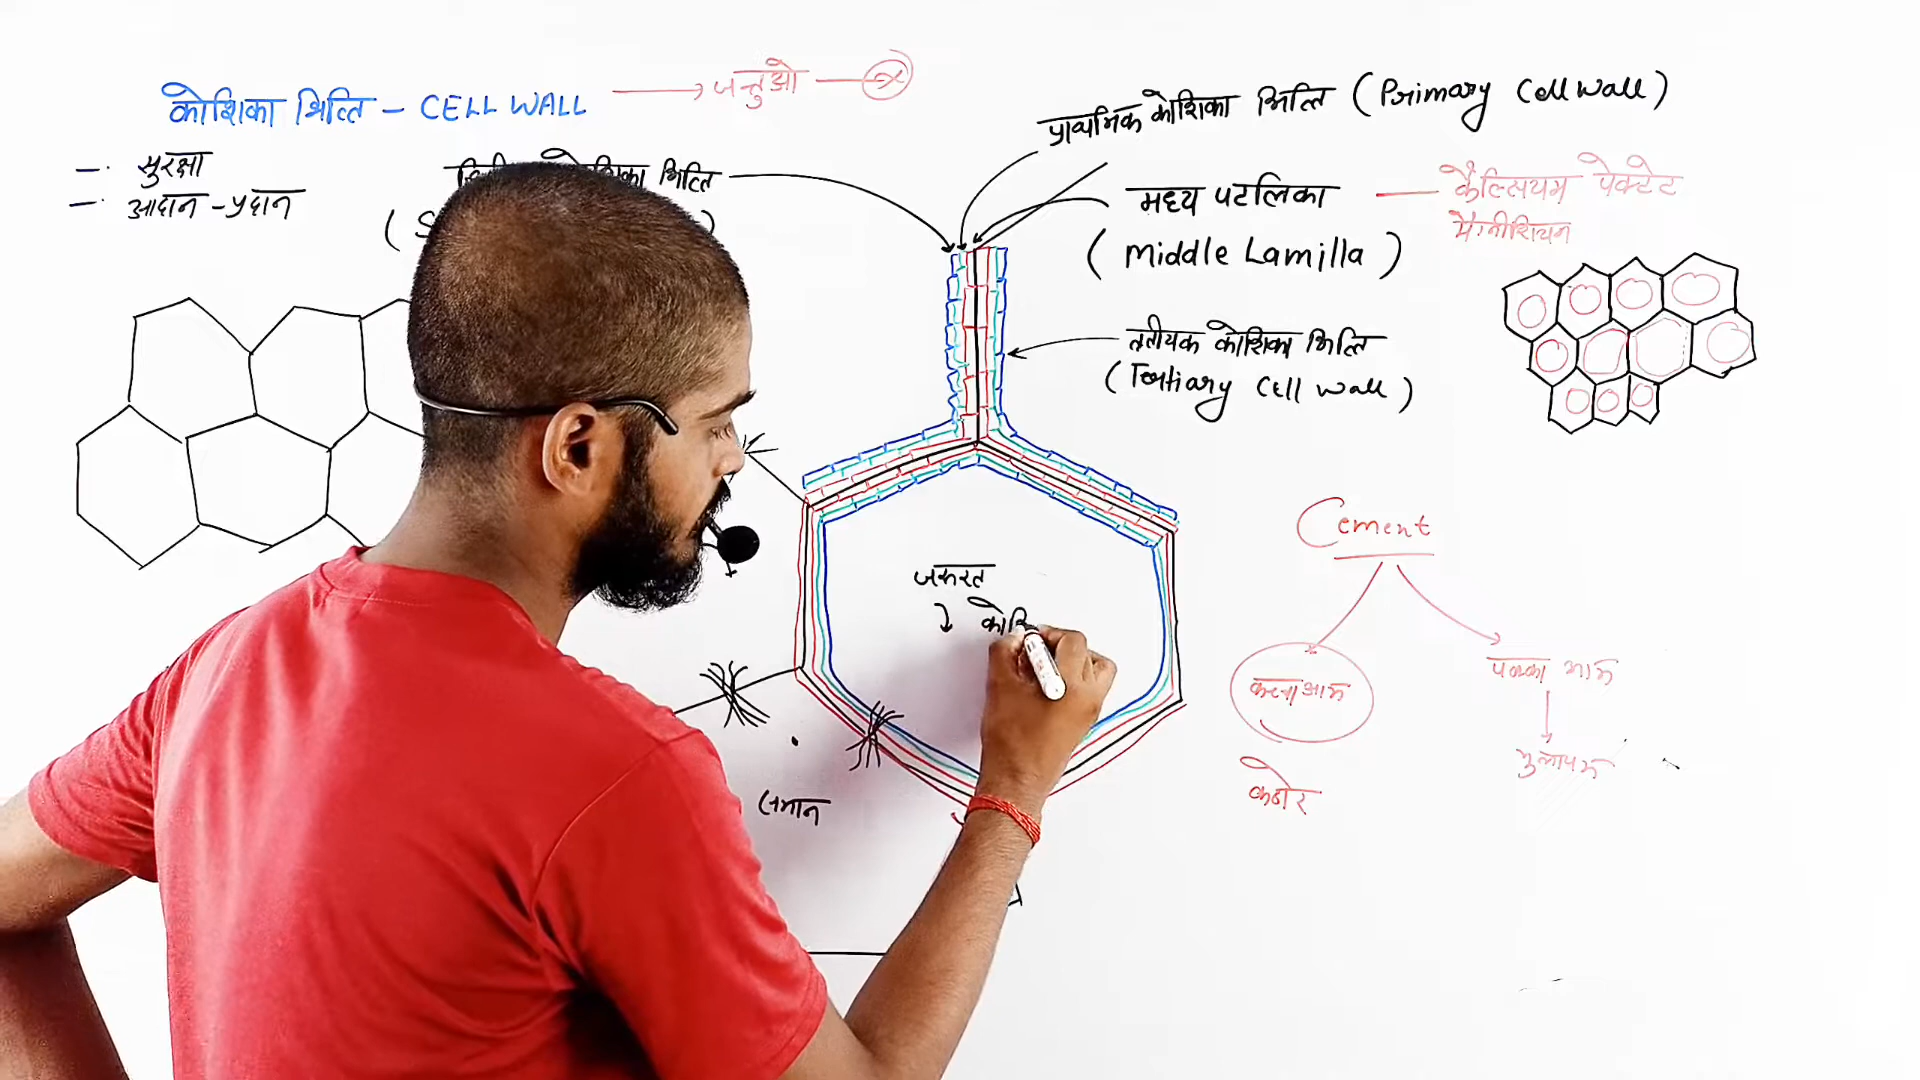 कोशिका भित्ति – CELL WALL → जन्तुओ –
– सुरक्षा
– आदान-प्रदान
कोशिका भित्ति
( S )
प्राथमिक कोशिका भित्ति ( Primary Cell Wall )
मध्य पटलिका – कैल्सियम पेक्टेट
मैग्नीशियम
( Middle Lamilla )
तृतीयक कोशिका भित्ति
( Tertiary Cell Wall )
Cement
जरूरत
कोशि
कच्चा आम
पक्का आम
मुलायम
कठोर
समान